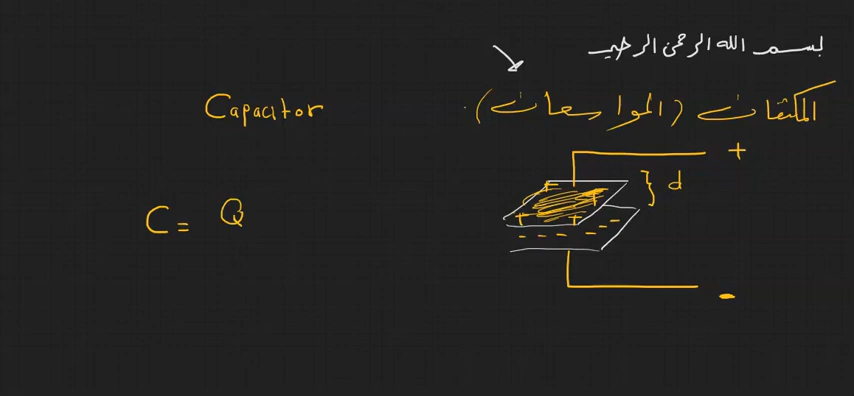 بسم الله الرحمن الرحيم
المكثفات (المواسعات)
Capacitor
+
} d
C = Q
-